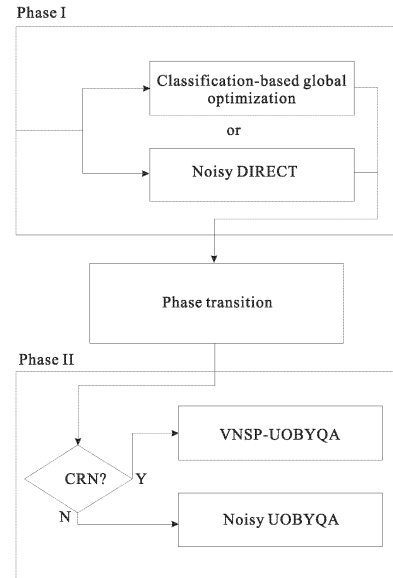 Phase I
Classification-based global
optimization
or
Noisy DIRECT
Phase transition
Phase II
VNSP-UOBYQA
CRN?
Y
N
Noisy UOBYQA